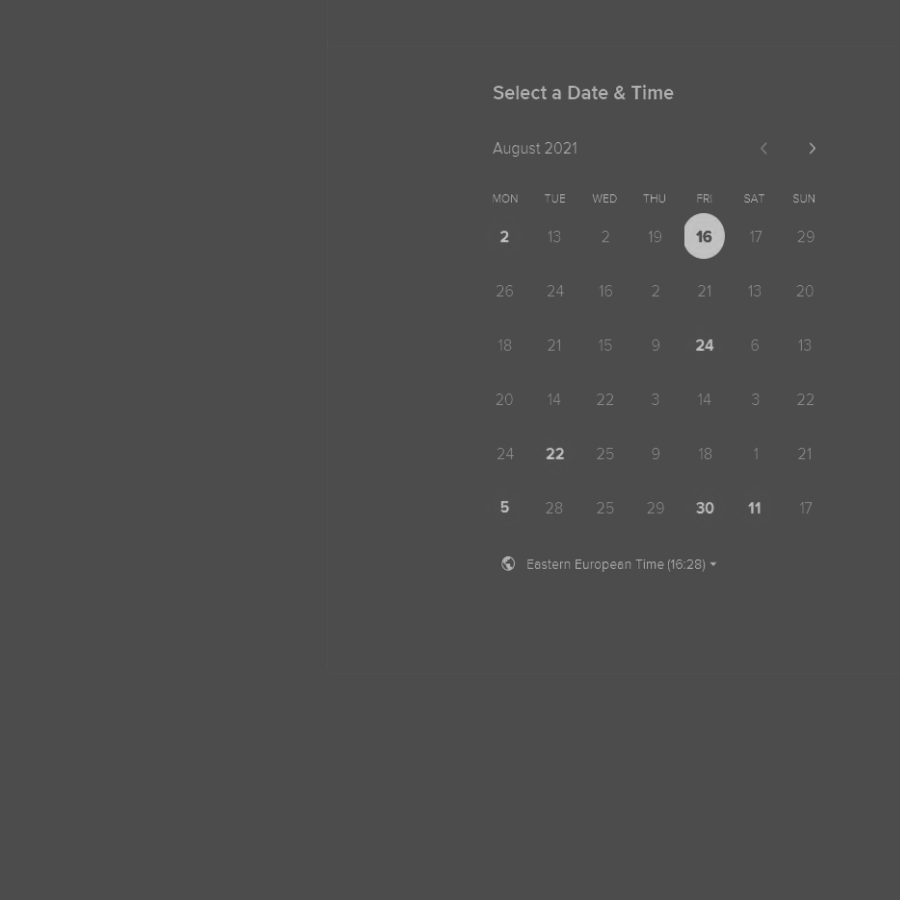 Select a Date & Time
August 2021
MON TUE WED THU FRI SAT SUN
2 13 2 19 16 17 29
26 24 16 2 21 13 20
18 21 15 9 24 6 13
20 14 22 3 14 3 22
24 22 25 9 18 1 21
5 28 25 29 30 11 17
Eastern European Time (16:28)